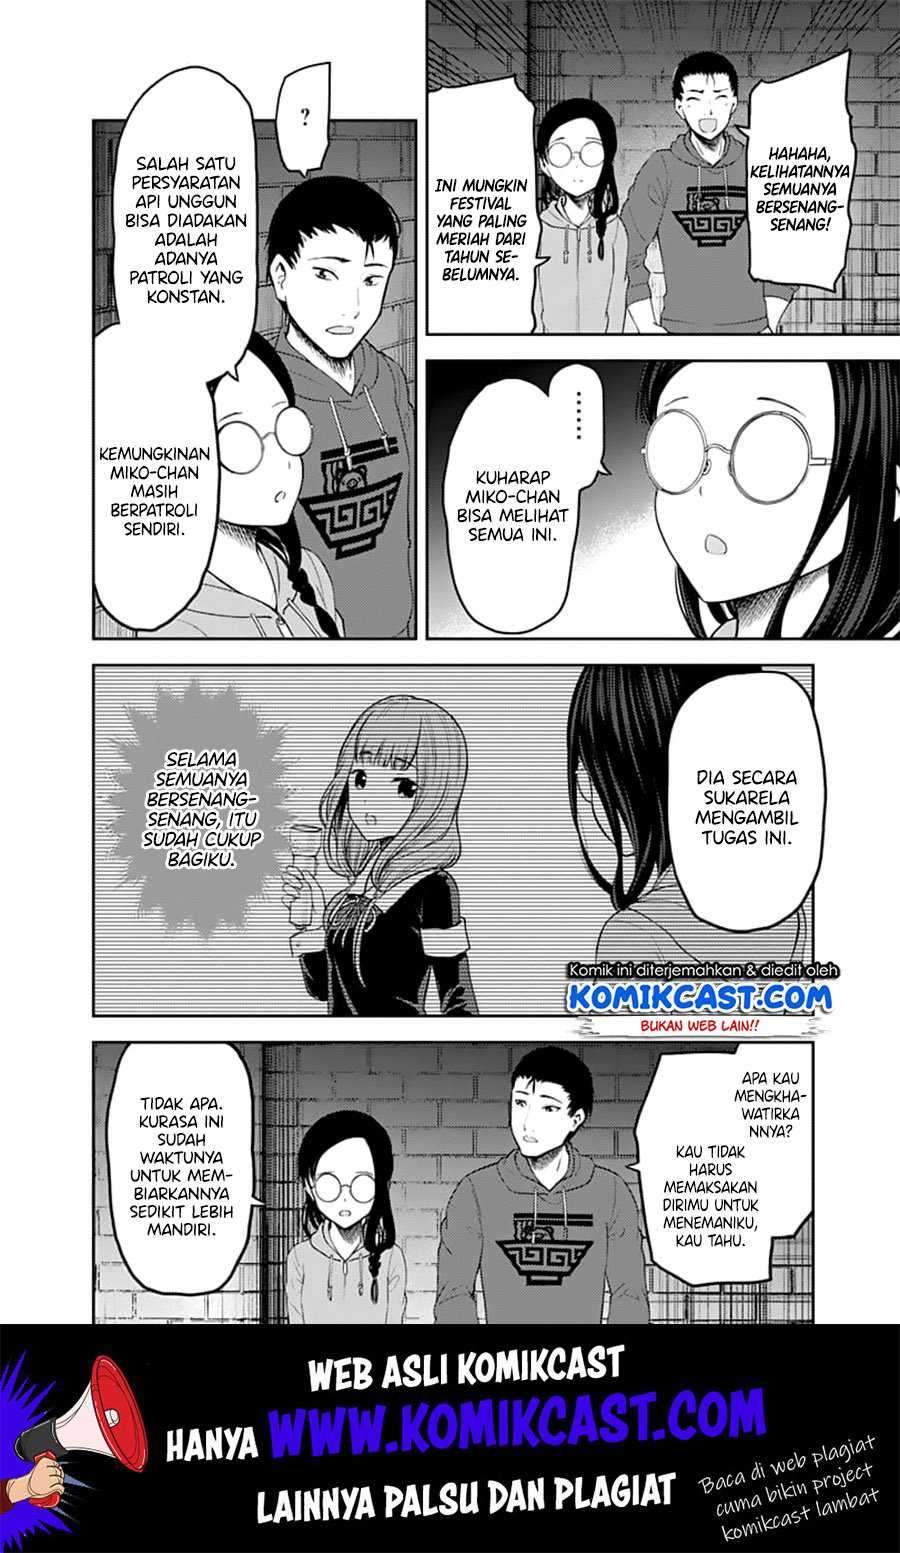 HAHAHA,
KELIHATANNYA
SEMUANYA
BERSENANG-
SENANG!
INI MUNGKIN
FESTIVAL
YANG PALING
MERIAH DARI
TAHUN SE-
BELUMNYA.
?
SALAH SATU
PERSYARATAN
API UNGGUN
BISA DIADAKAN
ADALAH
ADANYA
PATROLI YANG
KONSTAN.
KEMUNGKINAN
MIKO-CHAN
MASIH
BERPATROLI
SENDIRI.
......
KUHARAP
MIKO-CHAN
BISA MELIHAT
SEMUA INI.
DIA SECARA
SUKARELA
MENGAMBIL
TUGAS INI.
SELAMA
SEMUANYA
BERSENANG-
SENANG, ITU
SUDAH CUKUP
BAGIKU.
Komik ini diterjemahkan & diedit oleh
KOMIKCAST.COM
BUKAN WEB LAIN!!
APA KAU
MENGKHA-
WATIRKA
NNYA?
KAU TIDAK
HARUS
MEMAKSAKAN
DIRIMU UNTUK
MENEMANIKU,
KAU TAHU.
TIDAK APA.
KURASA INI
SUDAH
WAKTUNYA
UNTUK MEM-
BIARKANNYA
SEDIKIT LEBIH
MANDIRI.
WEB ASLI KOMIKCAST
HANYA WWW.KOMIKCAST.COM
LAINNYA PALSU DAN PLAGIAT
Baca di web plagiat
cuma bikin project
komikcast lambat